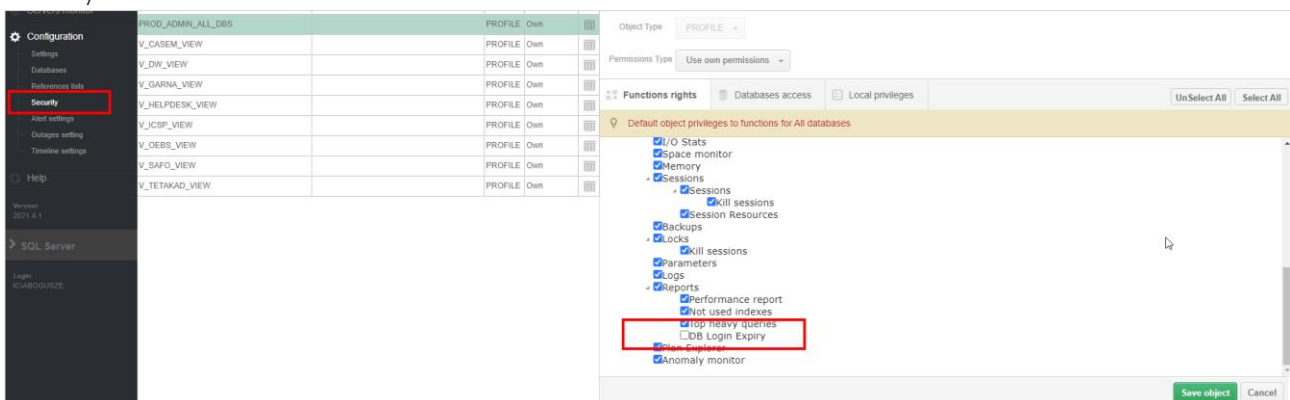 Servers monitor
Configuration
Settings
Databases
References lists
Security
Alert settings
Outages setting
Timeline settings
Help
Version:
2021.4.1
SQL Server
Login
IC\ABOGUSZE
PROD_ADMIN_ALL_DBS PROFILE Own
V_CASEM_VIEW PROFILE Own
V_DW_VIEW PROFILE Own
V_GARNA_VIEW PROFILE Own
V_HELPDESK_VIEW PROFILE Own
V_ICSP_VIEW PROFILE Own
V_OEBS_VIEW PROFILE Own
V_SAFO_VIEW PROFILE Own
V_TETAKAD_VIEW PROFILE Own
Object Type PROFILE
Permissions Type Use own permissions
Functions rights Databases access Local privileges UnSelect All Select All
Default object privileges to functions for All databases
I/O Stats
Space monitor
Memory
Sessions
Sessions
Kill sessions
Session Resources
Backups
Locks
Kill sessions
Parameters
Logs
Reports
Performance report
Not used indexes
Top heavy queries
DB Login Expiry
Plan Explorer
Anomaly monitor
Save object Cancel